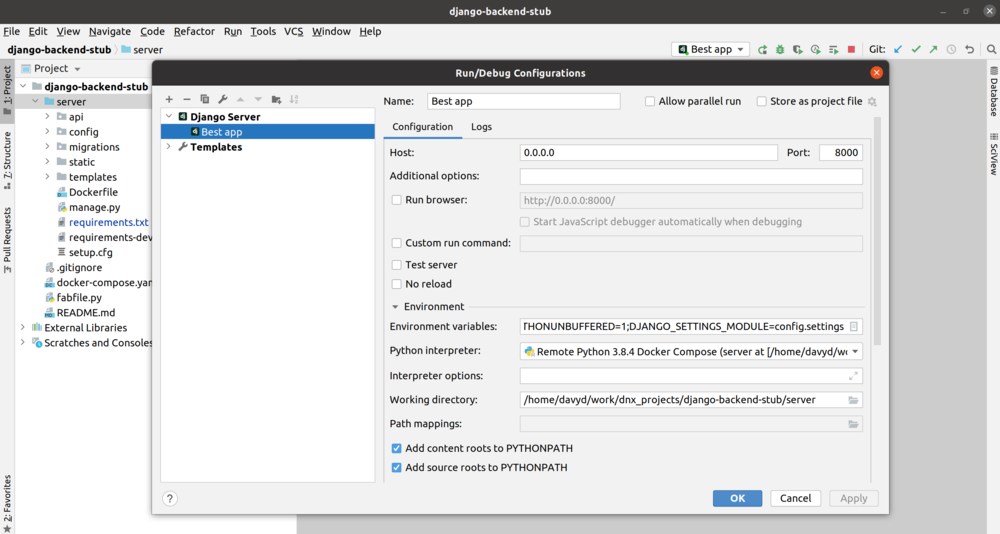 django-backend-stub
File Edit View Navigate Code Refactor Run Tools VCS Window Help
django-backend-stub server
Best app
Git:
1: Project
7: Structure
Pull Requests
2: Favorites
Project
django-backend-stub
server
api
config
migrations
static
templates
Dockerfile
manage.py
requirements.txt
requirements-dev
setup.cfg
.gitignore
docker-compose.yam
fabfile.py
README.md
External Libraries
Scratches and Consoles
Database
SciView
Run/Debug Configurations
Django Server
Best app
Templates
Name: Best app
Allow parallel run
Store as project file
Configuration Logs
Host: 0.0.0.0 Port: 8000
Additional options:
Run browser: http://0.0.0.0:8000/
Start JavaScript debugger automatically when debugging
Custom run command:
Test server
No reload
Environment
Environment variables: THONUNBUFFERED=1;DJANGO_SETTINGS_MODULE=config.settings
Python interpreter: Remote Python 3.8.4 Docker Compose (server at [/home/davyd/wo
Interpreter options:
Working directory: /home/davyd/work/dnx_projects/django-backend-stub/server
Path mappings:
Add content roots to PYTHONPATH
Add source roots to PYTHONPATH
?
OK Cancel Apply